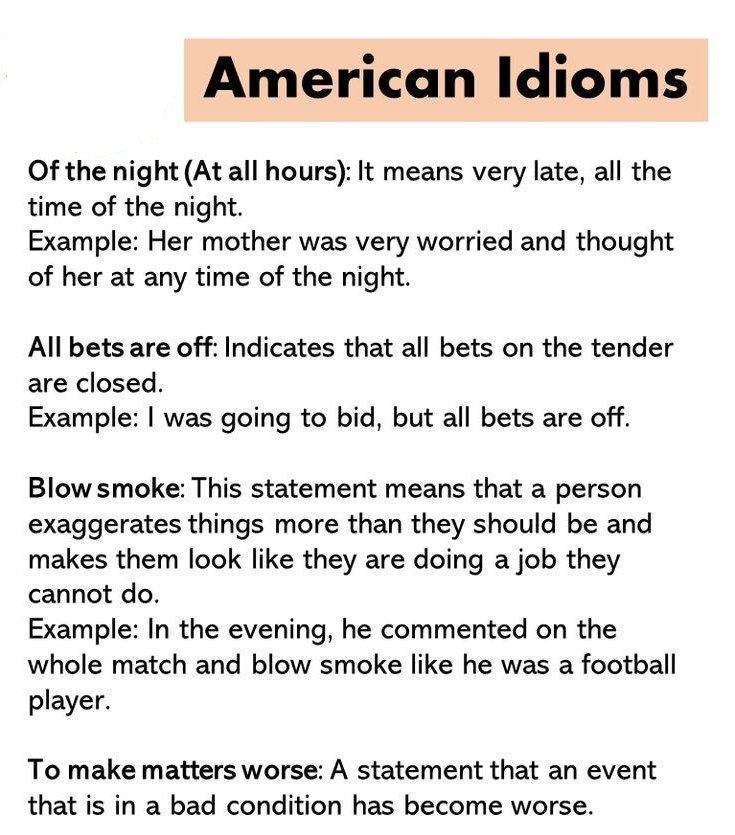 American Idioms
Of the night (At all hours): It means very late, all the
time of the night.
Example: Her mother was very worried and thought
of her at any time of the night.
All bets are off: Indicates that all bets on the tender
are closed.
Example: I was going to bid, but all bets are off.
Blow smoke: This statement means that a person
exaggerates things more than they should be and
makes them look like they are doing a job they
cannot do.
Example: In the evening, he commented on the
whole match and blow smoke like he was a football
player.
To make matters worse: A statement that an event
that is in a bad condition has become worse.